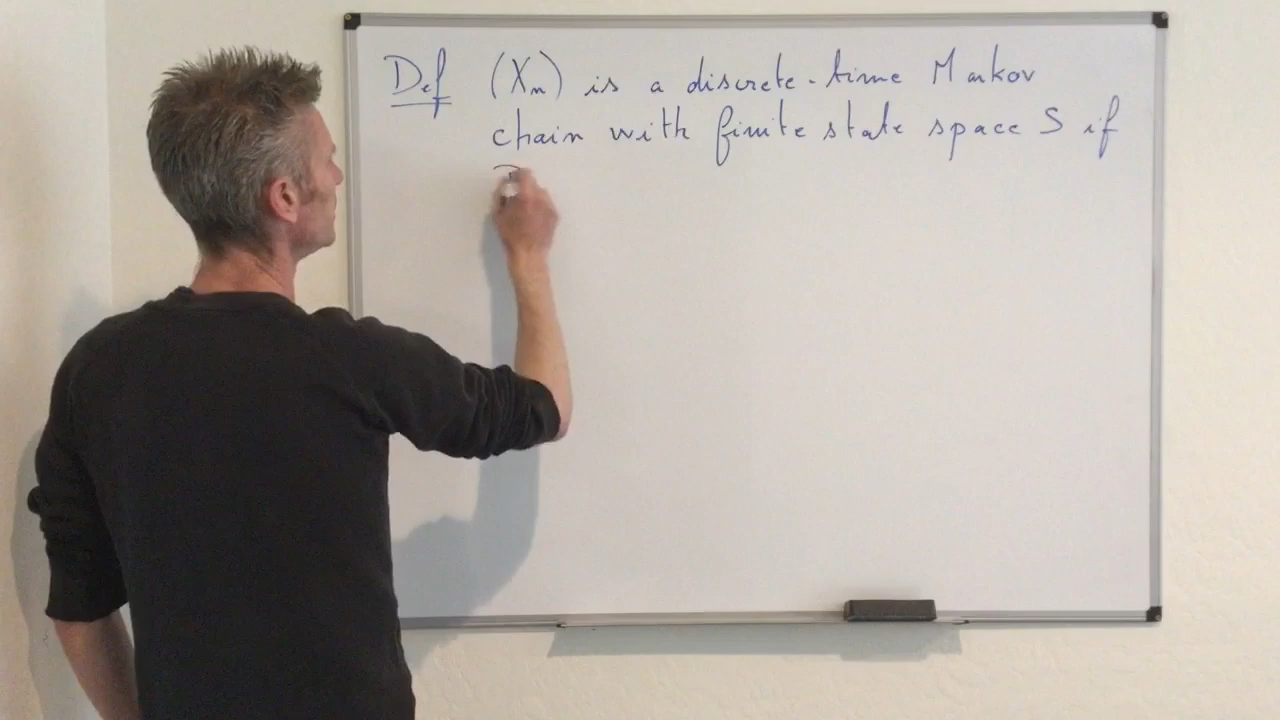 Def (Xn) is a discrete-time Markov
chain with finite state space S if